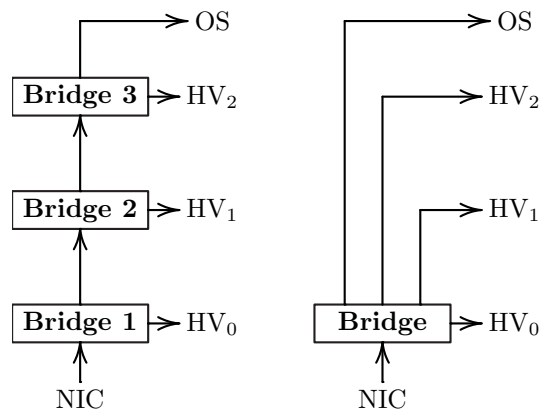 OS
Bridge 3
HV₂
Bridge 2
HV₁
Bridge 1
HV₀
NIC
OS
HV₂
HV₁
Bridge
HV₀
NIC